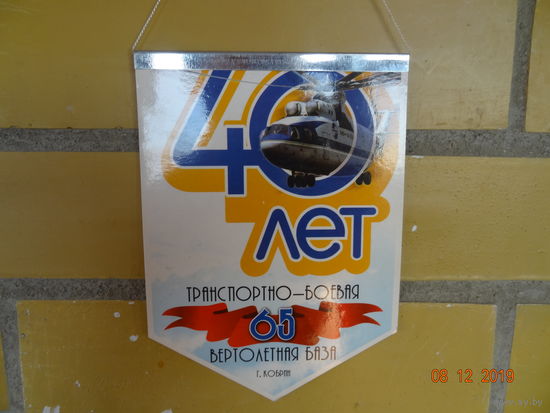 40
ЛЕТ
ТРАНСПОРТНО-БОЕВАЯ
65
ВЕРТОЛЕТНАЯ БАЗА
Г. КОБРИН
08 12 2019